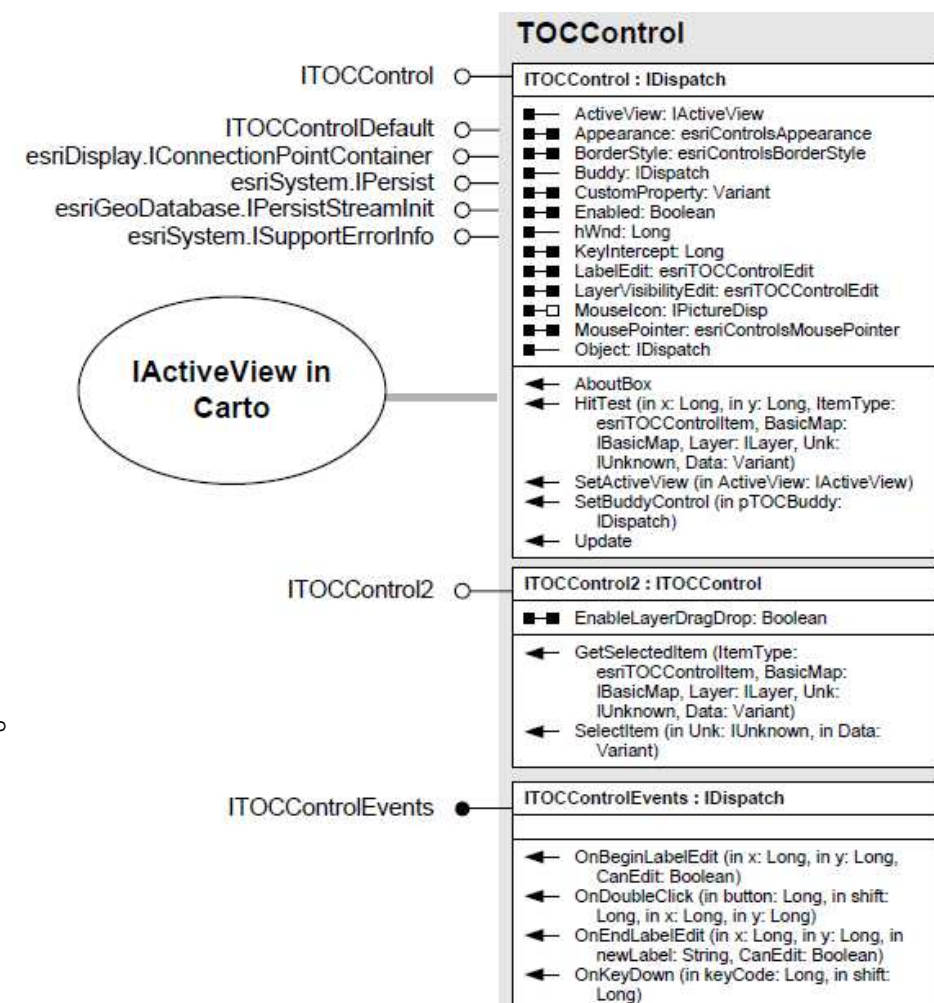 TOCControl
ITOCControl
ITOCControlDefault
esriDisplay.IConnectionPointContainer
esriSystem.IPersist
esriGeoDatabase.IPersistStreamInit
esriSystem.ISupportErrorInfo
IActiveView in
Carto
ITOCControl : IDispatch
ActiveView: IActiveView
Appearance: esriControlsAppearance
BorderStyle: esriControlsBorderStyle
Buddy: IDispatch
CustomProperty: Variant
Enabled: Boolean
hWnd: Long
KeyIntercept: Long
LabelEdit: esriTOCControlEdit
LayerVisibilityEdit: esriTOCControlEdit
MouseIcon: IPictureDisp
MousePointer: esriControlsMousePointer
Object: IDispatch
AboutBox
HitTest (in x: Long, in y: Long, ItemType:
esriTOCControlItem, BasicMap:
IBasicMap, Layer: ILayer, Unk:
IUnknown, Data: Variant)
SetActiveView (in ActiveView: IActiveView)
SetBuddyControl (in pTOCBuddy:
IDispatch)
Update
ITOCControl2
ITOCControl2 : ITOCControl
EnableLayerDragDrop: Boolean
GetSelectedItem (ItemType:
esriTOCControlItem, BasicMap:
IBasicMap, Layer: ILayer, Unk:
IUnknown, Data: Variant)
SelectItem (in Unk: IUnknown, in Data:
Variant)
ITOCControlEvents
ITOCControlEvents : IDispatch
OnBeginLabelEdit (in x: Long, in y: Long,
CanEdit: Boolean)
OnDoubleClick (in button: Long, in shift:
Long, in x: Long, in y: Long)
OnEndLabelEdit (in x: Long, in y: Long, in
newLabel: String, CanEdit: Boolean)
OnKeyDown (in keyCode: Long, in shift:
Long)